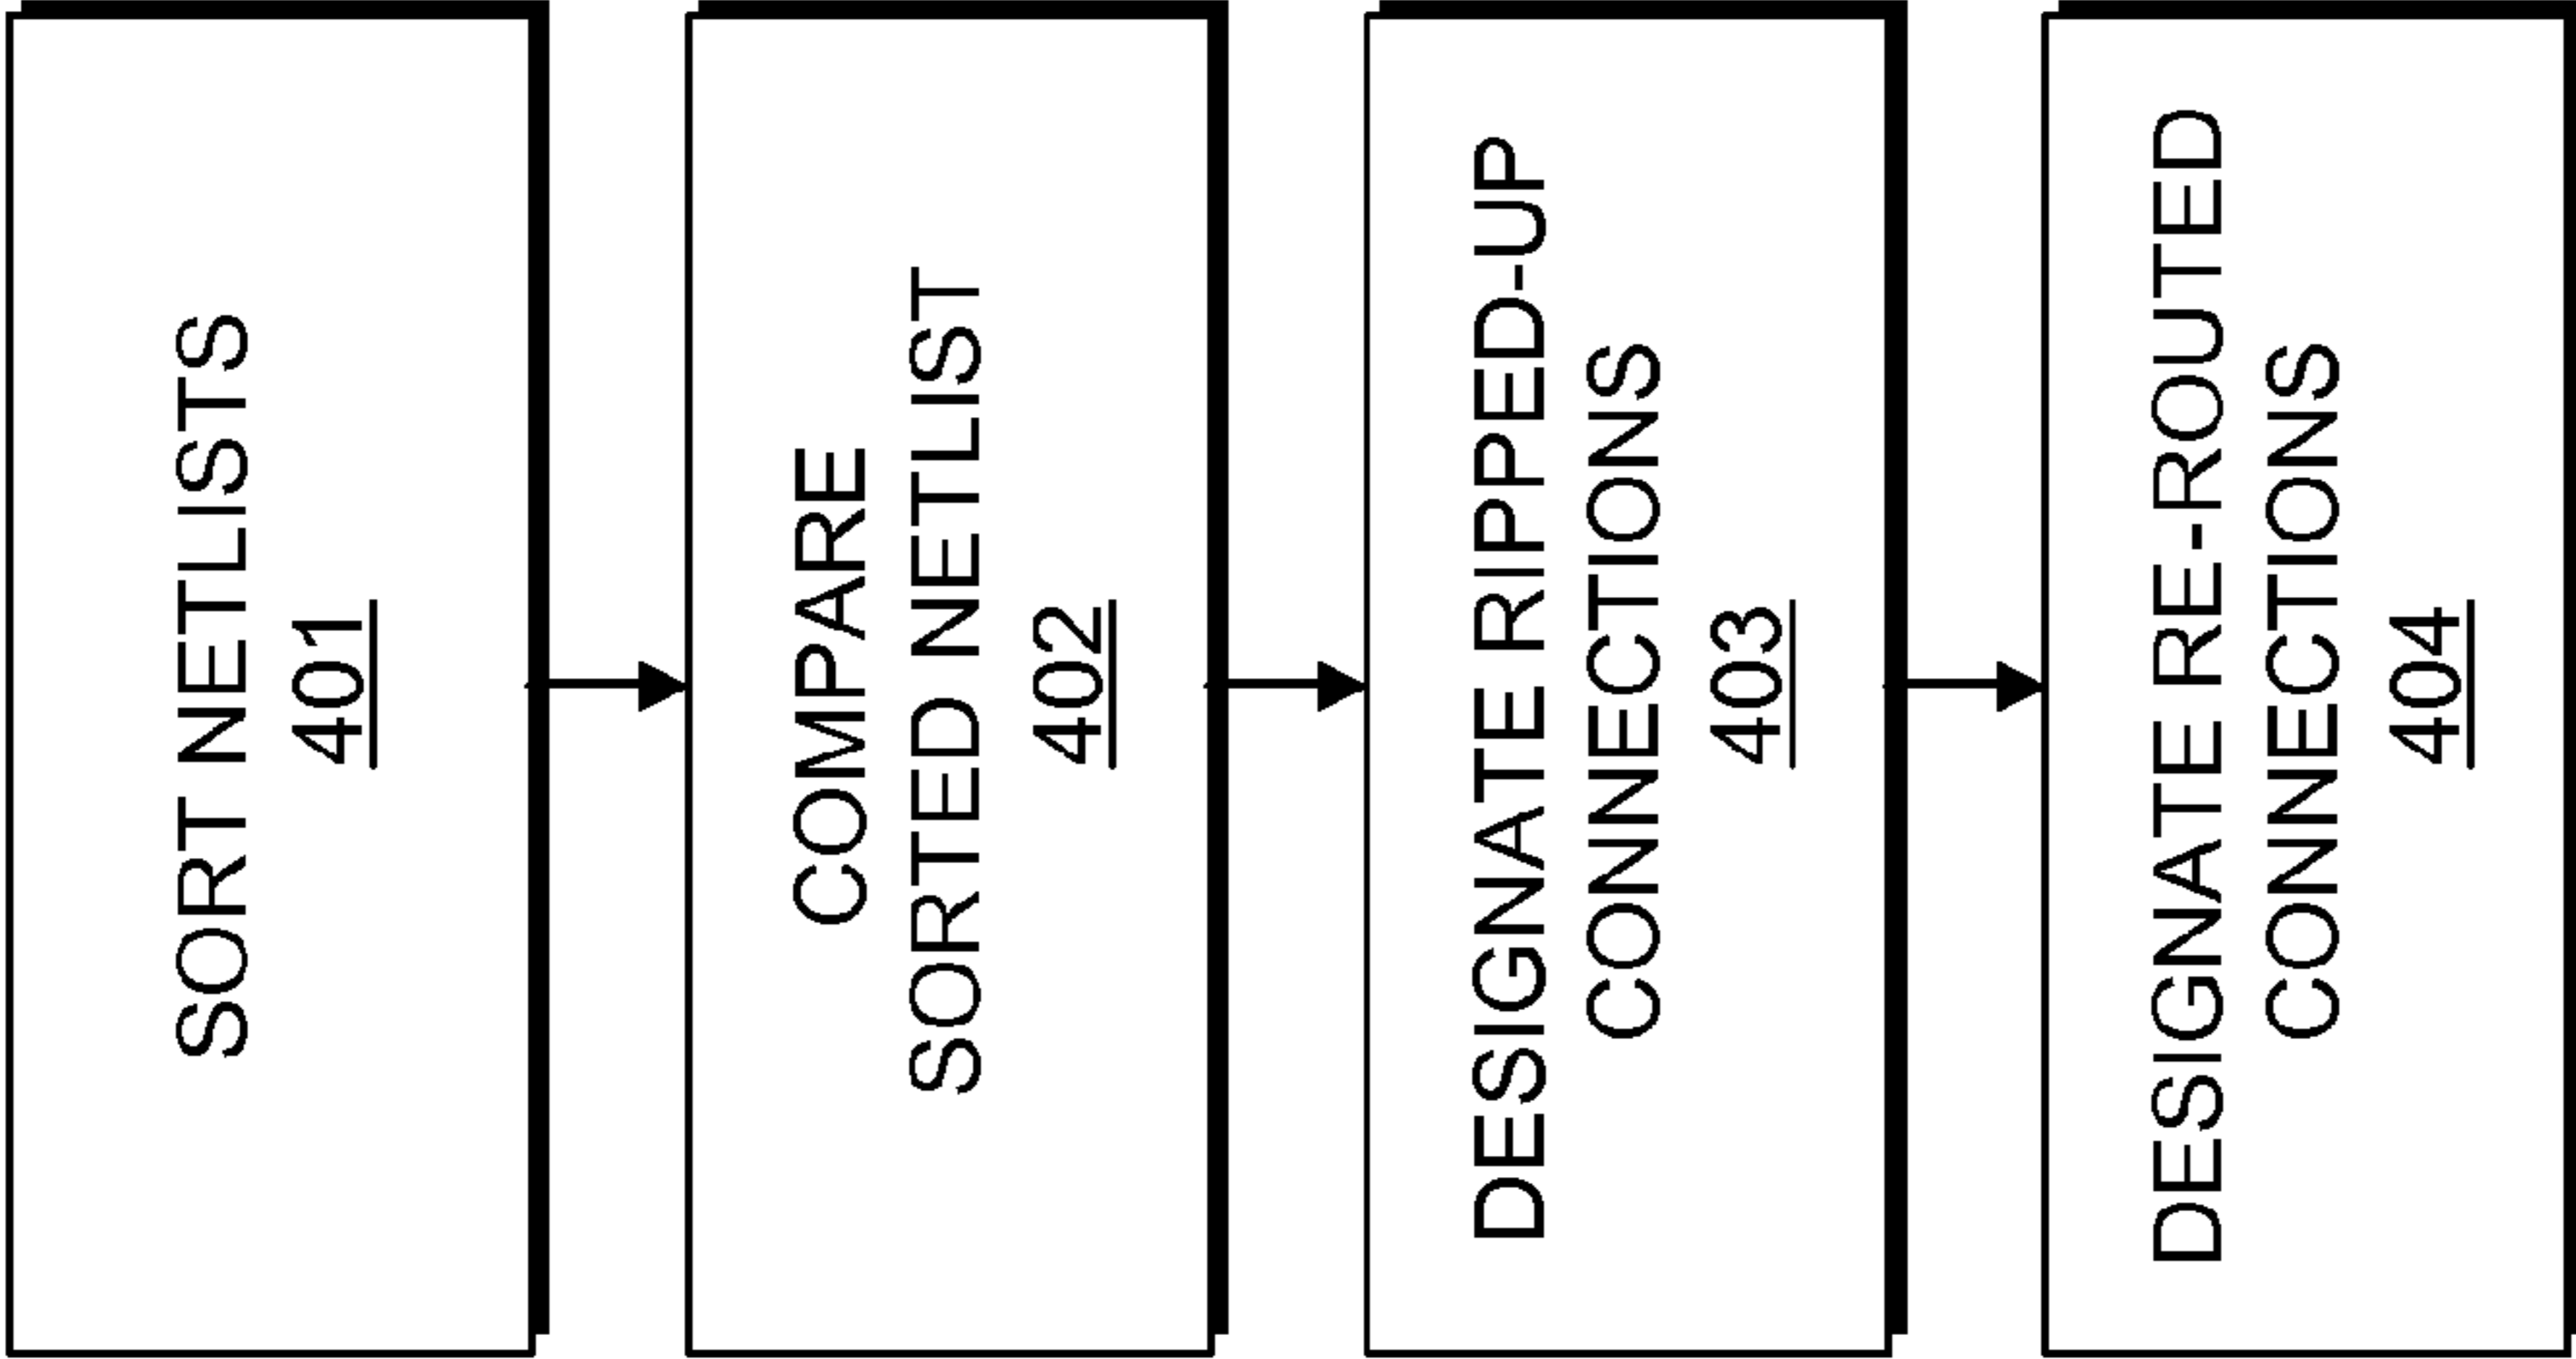 SORT NETLISTS
401
COMPARE
SORTED NETLIST
402
DESIGNATE RIPPED-UP
CONNECTIONS
403
DESIGNATE RE-ROUTED
CONNECTIONS
404